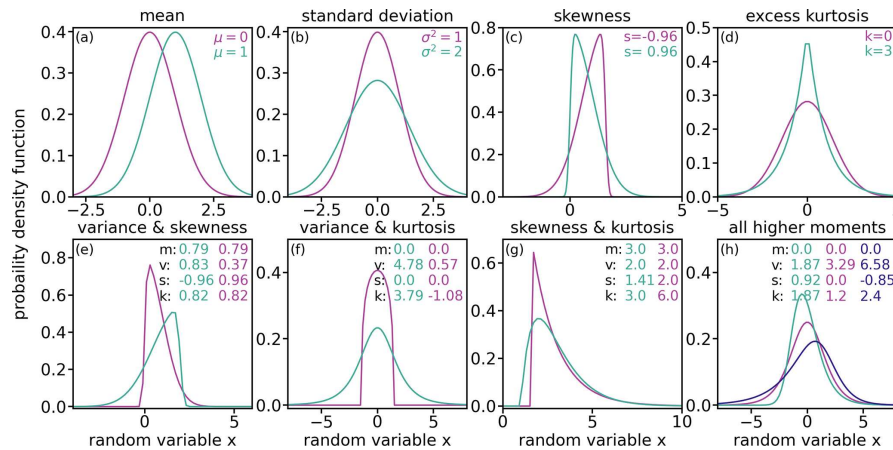 mean
standard deviation
skewness
excess kurtosis
probaility density function
(a)
μ=0
μ=1
0.4
0.3
0.2
0.1
0.0
−2.5
0.0
2.5
(b)
σ²=1
σ²=2
0.4
0.3
0.2
0.1
0.0
−2.5
0.0
2.5
(c)
s=-0.96
s= 0.96
0.8
0.6
0.4
0.2
0.0
0
5
(d)
k=0
k=3
0.5
0.4
0.3
0.2
0.1
0.0
−5
0
variance & skewness
variance & kurtosis
skewness & kurtosis
all higher moments
(e)
m: 0.79 0.79
v: 0.83 0.37
s: -0.96 0.96
k: 0.82 0.82
0.8
0.6
0.4
0.2
0.0
0
5
random variable x
(f)
m: 0.0 0.0
v: 4.78 0.57
s: 0.0 0.0
k: 3.79 -1.08
0.4
0.2
0.0
−5
0
5
random variable x
(g)
m: 3.0 3.0
v: 2.0 2.0
s: 1.41 2.0
k: 3.0 6.0
0.6
0.4
0.2
0.0
0
5
10
random variable x
(h)
m: 0.0 0.0 0.0
v: 1.87 3.29 6.58
s: 0.92 0.0 -0.85
k: 1.87 1.2 2.4
0.4
0.2
0.0
−5
0
5
random variable x